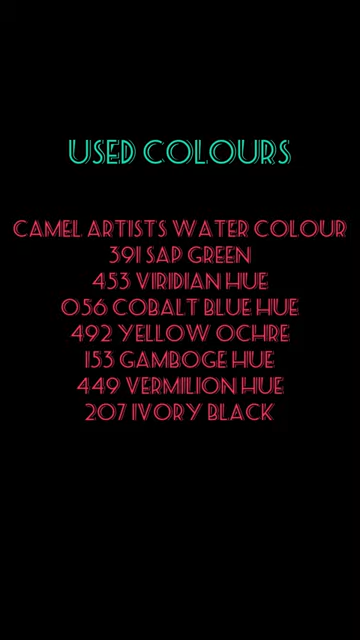 USED COLOURS
CAMEL ARTISTS WATER COLOUR
391 SAP GREEN
453 VIRIDIAN HUE
056 COBALT BLUE HUE
492 YELLOW OCHRE
153 GAMBOGE HUE
449 VERMILION HUE
207 IVORY BLACK